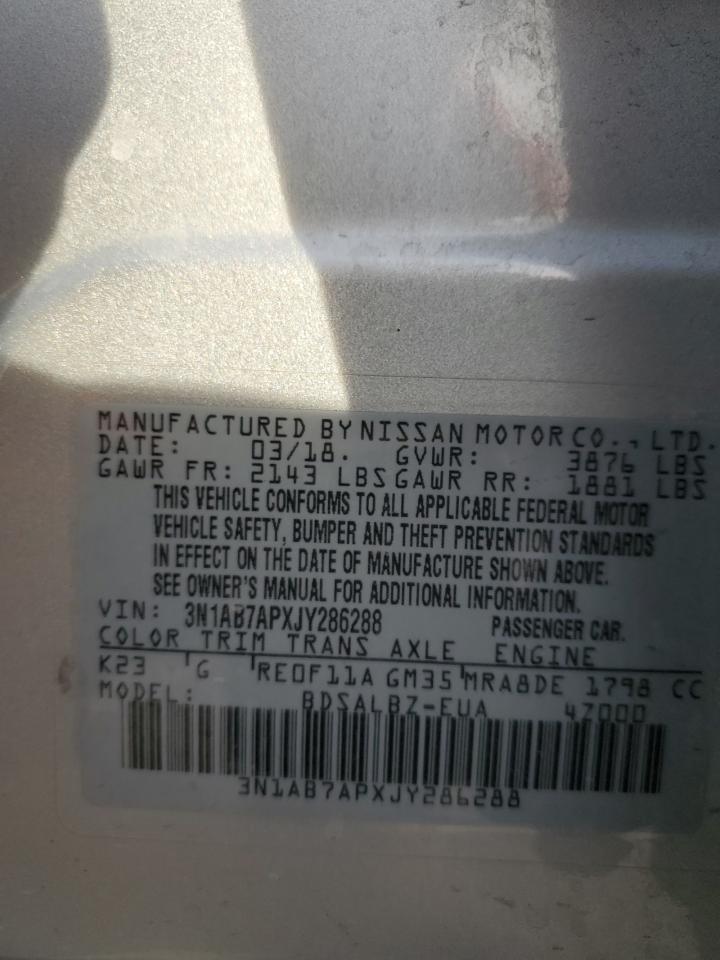 MANUFACTURED BY NISSAN MOTOR CO., LTD.
DATE: 03/18. GVWR: 3876 LBS
GAWR FR: 2143 LBS GAWR RR: 1881 LBS
THIS VEHICLE CONFORMS TO ALL APPLICABLE FEDERAL MOTOR
VEHICLE SAFETY, BUMPER AND THEFT PREVENTION STANDARDS
IN EFFECT ON THE DATE OF MANUFACTURE SHOWN ABOVE.
SEE OWNER'S MANUAL FOR ADDITIONAL INFORMATION.
VIN: 3N1AB7APXJY286288 PASSENGER CAR.
COLOR TRIM TRANS AXLE ENGINE
K23 G RE0F11A GM35 MRA8DE 1798 CC
MODEL: BDSALBZ-EUA 47000
3N1AB7APXJY286288